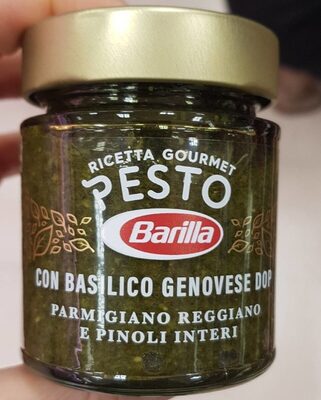 RICETTA GOURMET
PESTO
Barilla
CON BASILICO GENOVESE DOP
PARMIGIANO REGGIANO
E PINOLI INTERI